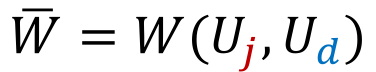 W̅ = W(U_j, U_d)